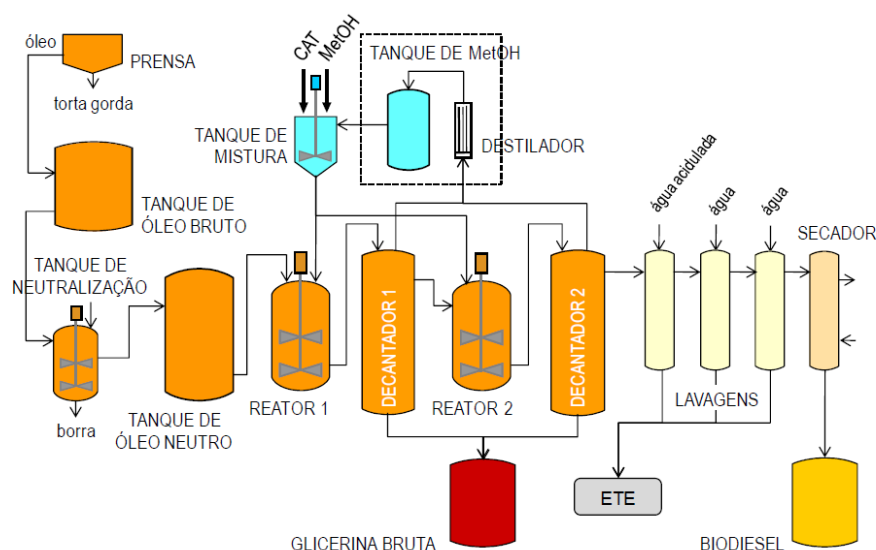 óleo
PRENSA
torta gorda
CAT
MetOH
TANQUE DE MetOH
TANQUE DE
MISTURA
DESTILADOR
TANQUE DE
ÓLEO BRUTO
TANQUE DE
NEUTRALIZAÇÃO
borra
TANQUE DE
ÓLEO NEUTRO
REATOR 1
DECANTADOR 1
REATOR 2
DECANTADOR 2
água acidulada
água
água
SECADOR
LAVAGENS
ETE
GLICERINA BRUTA
BIODIESEL